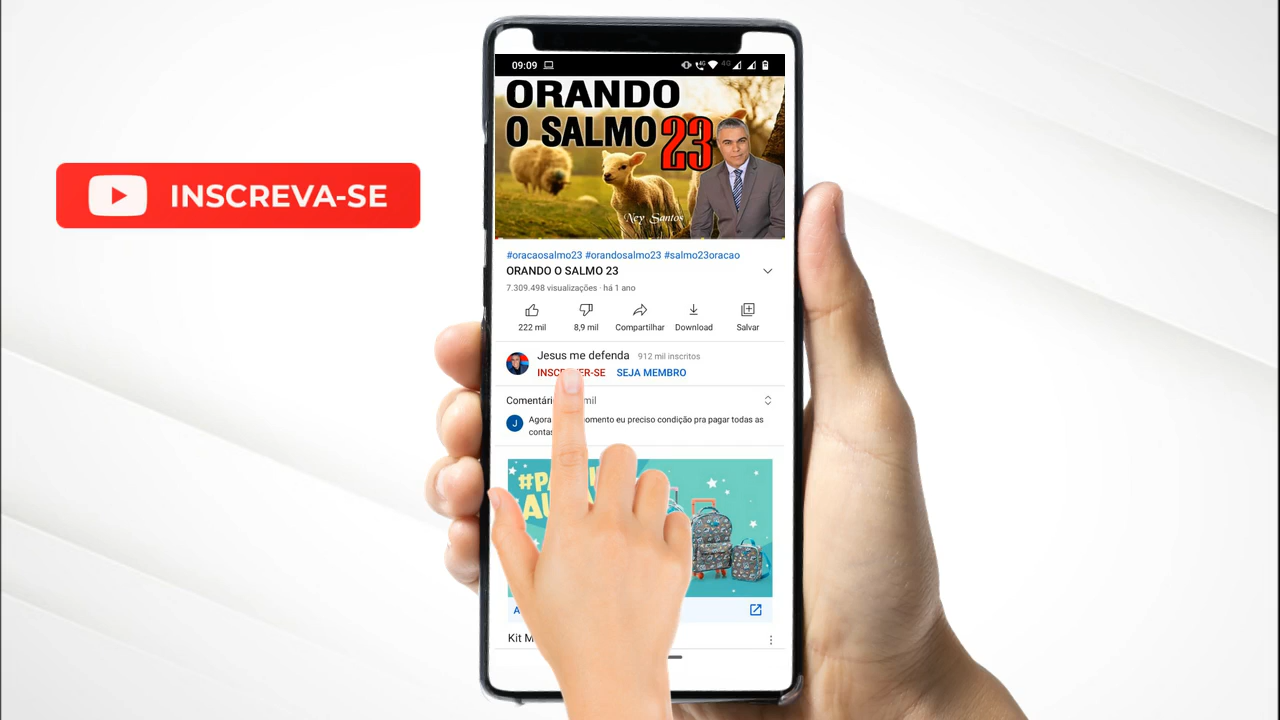 INSCREVA-SE
09:09
4G
ORANDO
O SALMO 23
Ney Santos
#oracaosalmo23 #orandosalmo23 #salmo23oracao
ORANDO O SALMO 23
7.309.498 visualizações · há 1 ano
222 mil
8,9 mil
Compartilhar
Download
Salvar
Jesus me defenda 912 mil inscritos
SEJA MEMBRO
mil
J
Agora eu preciso condição pra pagar todas as
Kit